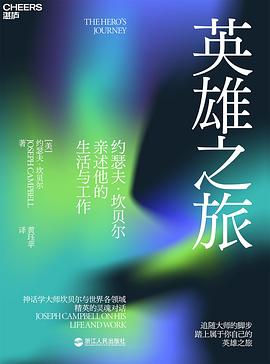 CHEERS
湛庐
THE HERO'S
JOURNEY
英雄之旅
约瑟夫·坎贝尔
亲述他的
生活与工作
[美]
约瑟夫·坎贝尔
JOSEPH CAMPBELL
著
黄珏苹
译
神话学大师坎贝尔与世界各领域
精英的灵魂对话
JOSEPH CAMPBELL ON HIS
LIFE AND WORK
浙江人民出版社
追随大师的脚步
踏上属于你自己的
英雄之旅